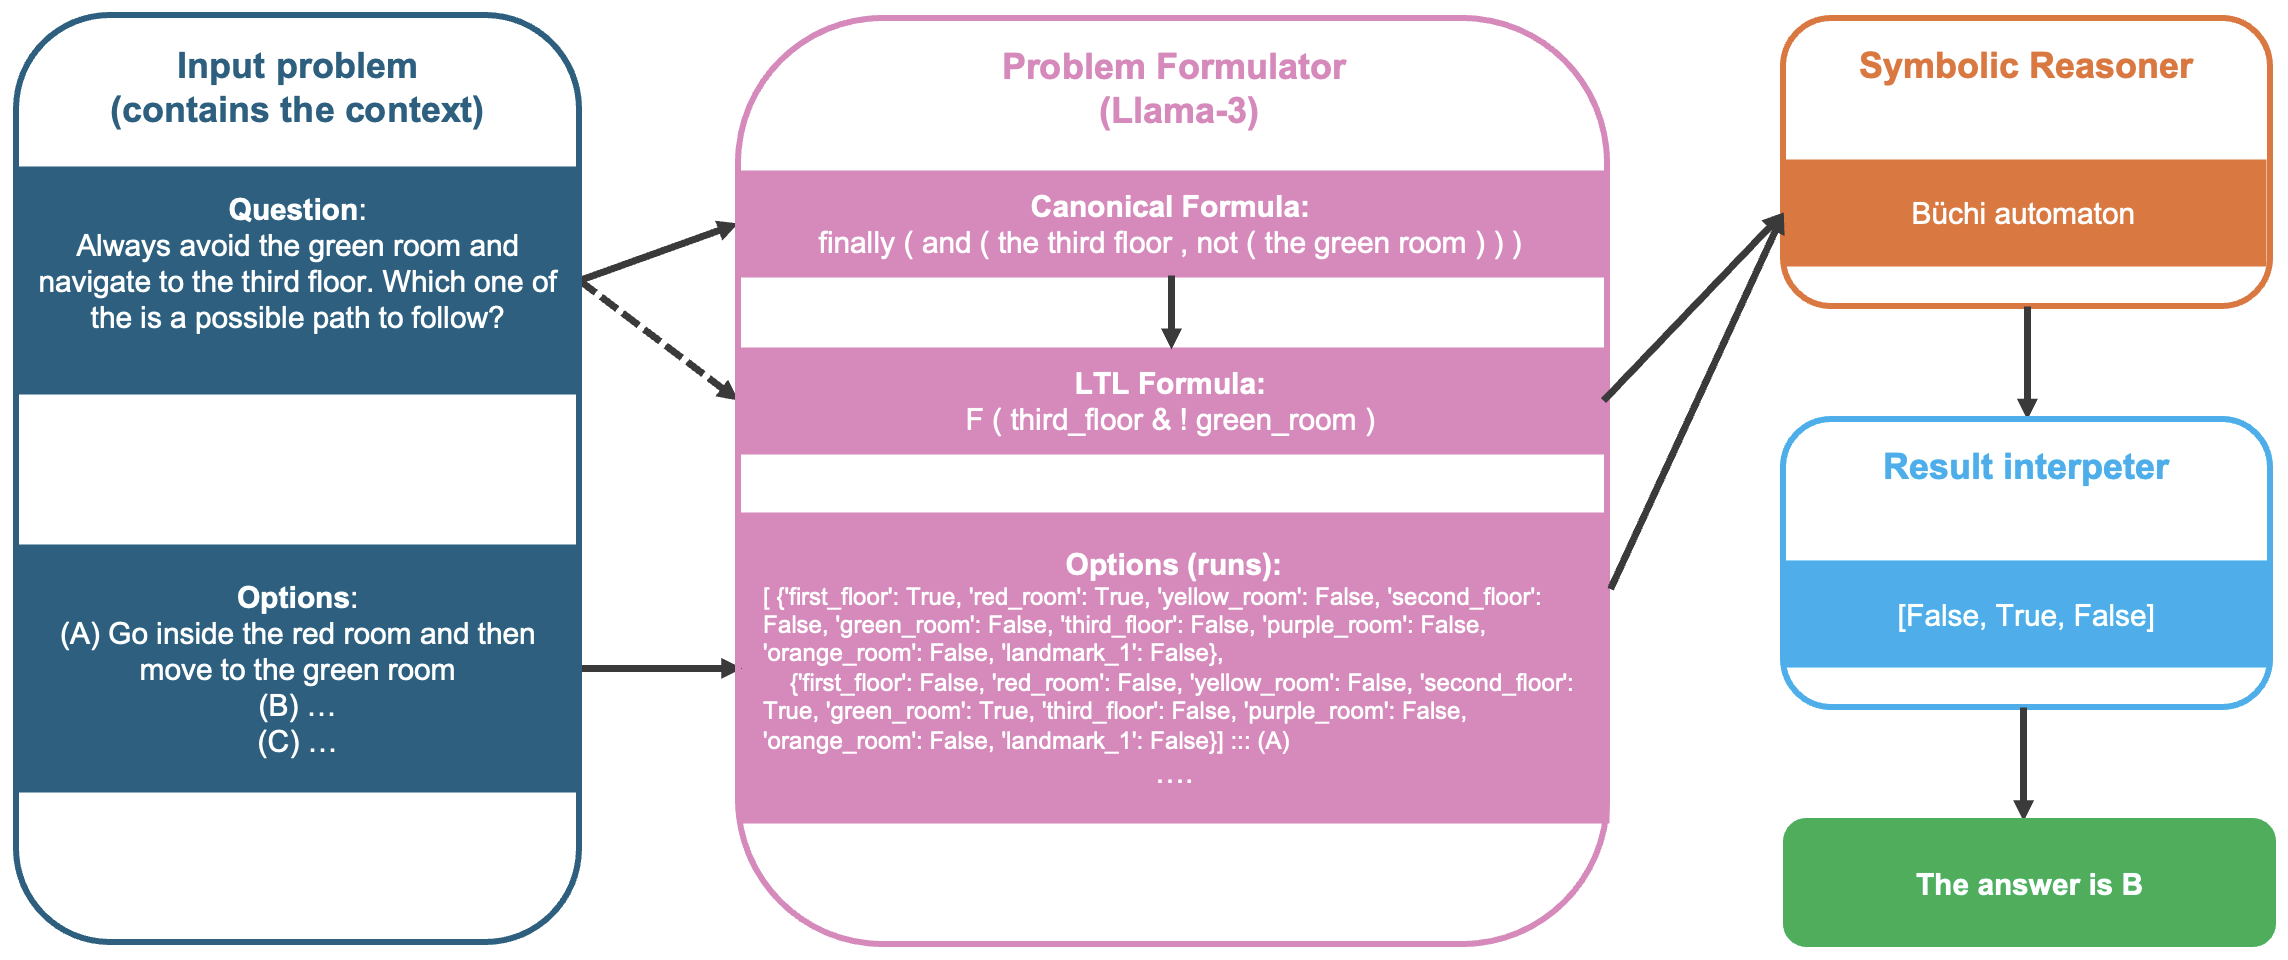 Input problem
(contains the context)
Question:
Always avoid the green room and
navigate to the third floor. Which one of
the is a possible path to follow?
Options:
(A) Go inside the red room and then
move to the green room
(B) …
(C) …
Problem Formulator
(Llama-3)
Canonical Formula:
finally ( and ( the third floor , not ( the green room ) ) )
LTL Formula:
F ( third_floor & ! green_room )
Options (runs):
[ {'first_floor': True, 'red_room': True, 'yellow_room': False, 'second_floor':
False, 'green_room': False, 'third_floor': False, 'purple_room': False,
'orange_room': False, 'landmark_1': False},
{'first_floor': False, 'red_room': False, 'yellow_room': False, 'second_floor':
True, 'green_room': True, 'third_floor': False, 'purple_room': False,
'orange_room': False, 'landmark_1': False}] ::: (A)
….
Symbolic Reasoner
Büchi automaton
Result interpeter
[False, True, False]
The answer is B